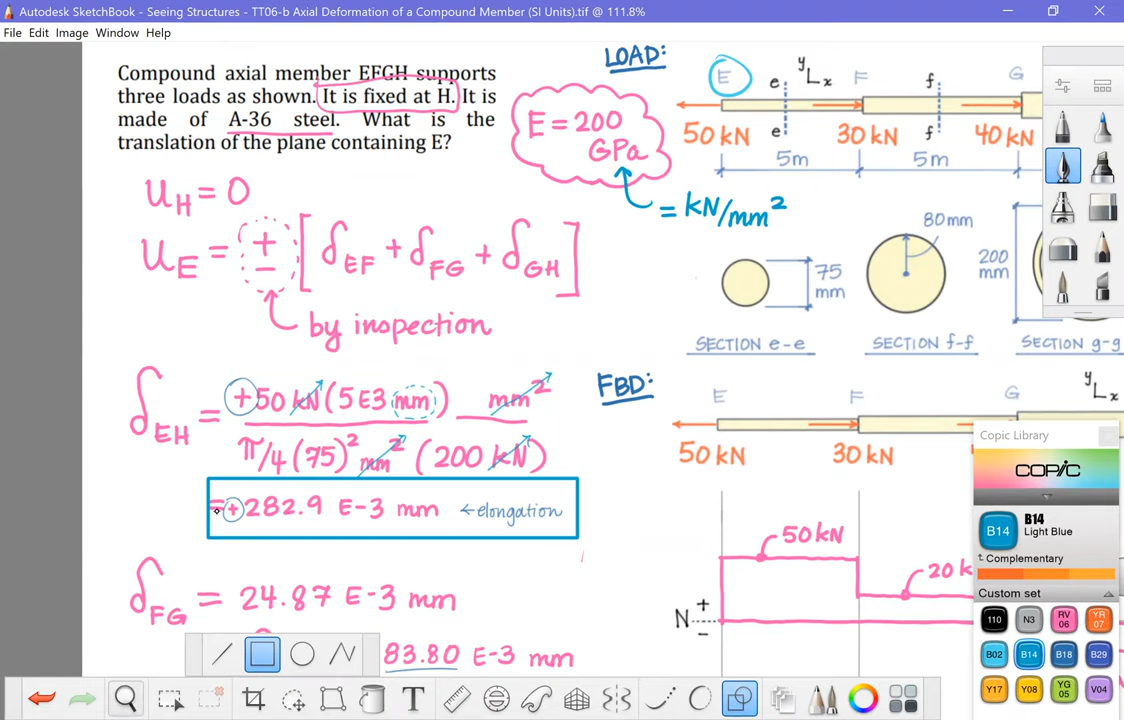 Autodesk SketchBook - Seeing Structures - TT06-b Axial Deformation of a Compound Member (SI Units).tif @ 111.8%
File Edit Image Window Help
Compound axial member EFGH supports
three loads as shown. It is fixed at H. It is
made of A-36 steel. What is the
translation of the plane containing E?
E = 200
GPa
= kN/mm²
LOAD:
E e y x F f G
50 kN e 30 kN f 40 kN
5m 5m
u_H = 0
u_E = ± [δ_EF + δ_FG + δ_GH]
by inspection
80mm
75
mm
200
mm
SECTION e-e SECTION f-f SECTION g-g
δ_EH = +50 kN (5E3 mm) mm²
π/4 (75)² mm² (200 kN)
= +282.9 E-3 mm ← elongation
δ_FG = 24.87 E-3 mm
83.80 E-3 mm
FBD:
E F G y x
50 kN 30 kN
50 kN
20 k
N + -
Copic Library
COPIC
B14
B14
Light Blue
Complementary
Custom set
110 N3 RV 06 YR 07
B02 B14 B18 B29
Y17 Y08 YG 05 V04
T